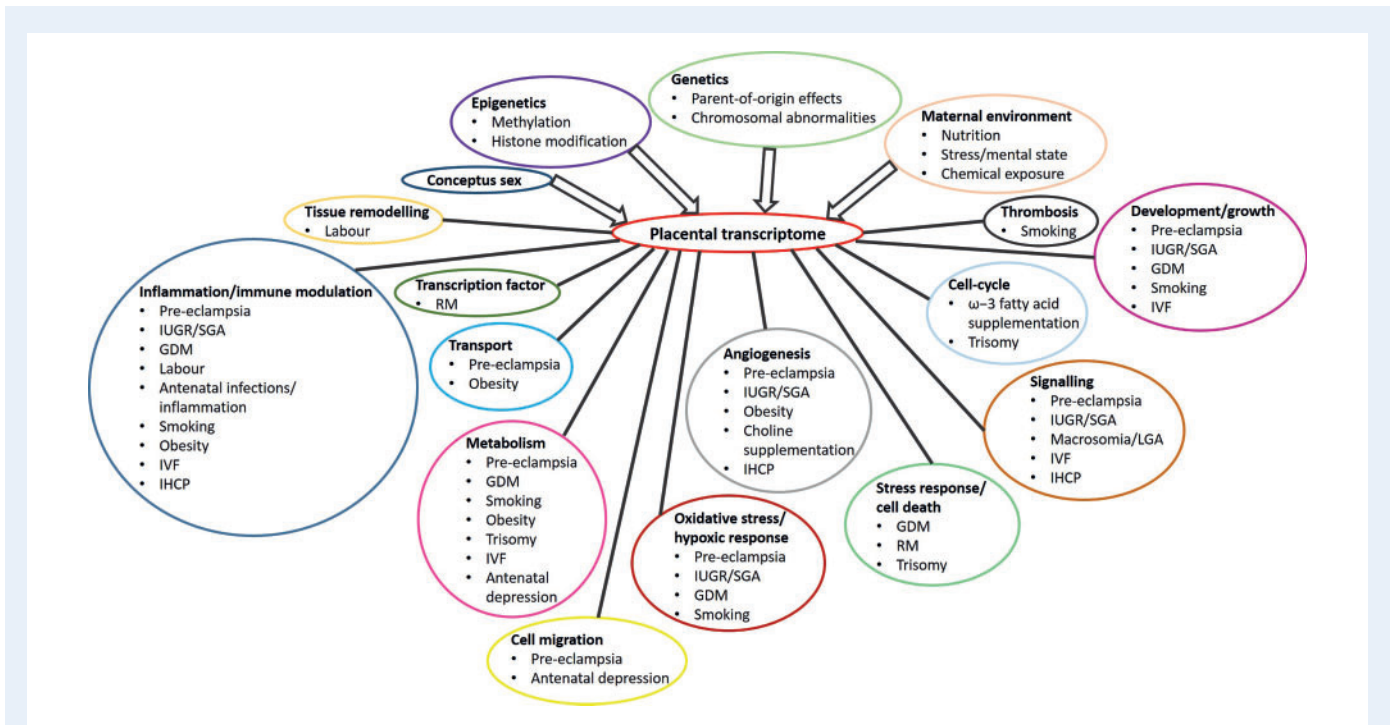 Genetics
• Parent-of-origin effects
• Chromosomal abnormalities
Epigenetics
• Methylation
• Histone modification
Maternal environment
• Nutrition
• Stress/mental state
• Chemical exposure
Conceptus sex
Tissue remodelling
• Labour
Placental transcriptome
Thrombosis
• Smoking
Development/growth
• Pre-eclampsia
• IUGR/SGA
• GDM
• Smoking
• IVF
Inflammation/immune modulation
• Pre-eclampsia
• IUGR/SGA
• GDM
• Labour
• Antenatal infections/
inflammation
• Smoking
• Obesity
• IVF
• IHCP
Transcription factor
• RM
Cell-cycle
• ω−3 fatty acid
supplementation
• Trisomy
Transport
• Pre-eclampsia
• Obesity
Angiogenesis
• Pre-eclampsia
• IUGR/SGA
• Obesity
• Choline
supplementation
• IHCP
Signalling
• Pre-eclampsia
• IUGR/SGA
• Macrosomia/LGA
• IVF
• IHCP
Metabolism
• Pre-eclampsia
• GDM
• Smoking
• Obesity
• Trisomy
• IVF
• Antenatal
depression
Oxidative stress/
hypoxic response
• Pre-eclampsia
• IUGR/SGA
• GDM
• Smoking
Stress response/
cell death
• GDM
• RM
• Trisomy
Cell migration
• Pre-eclampsia
• Antenatal depression